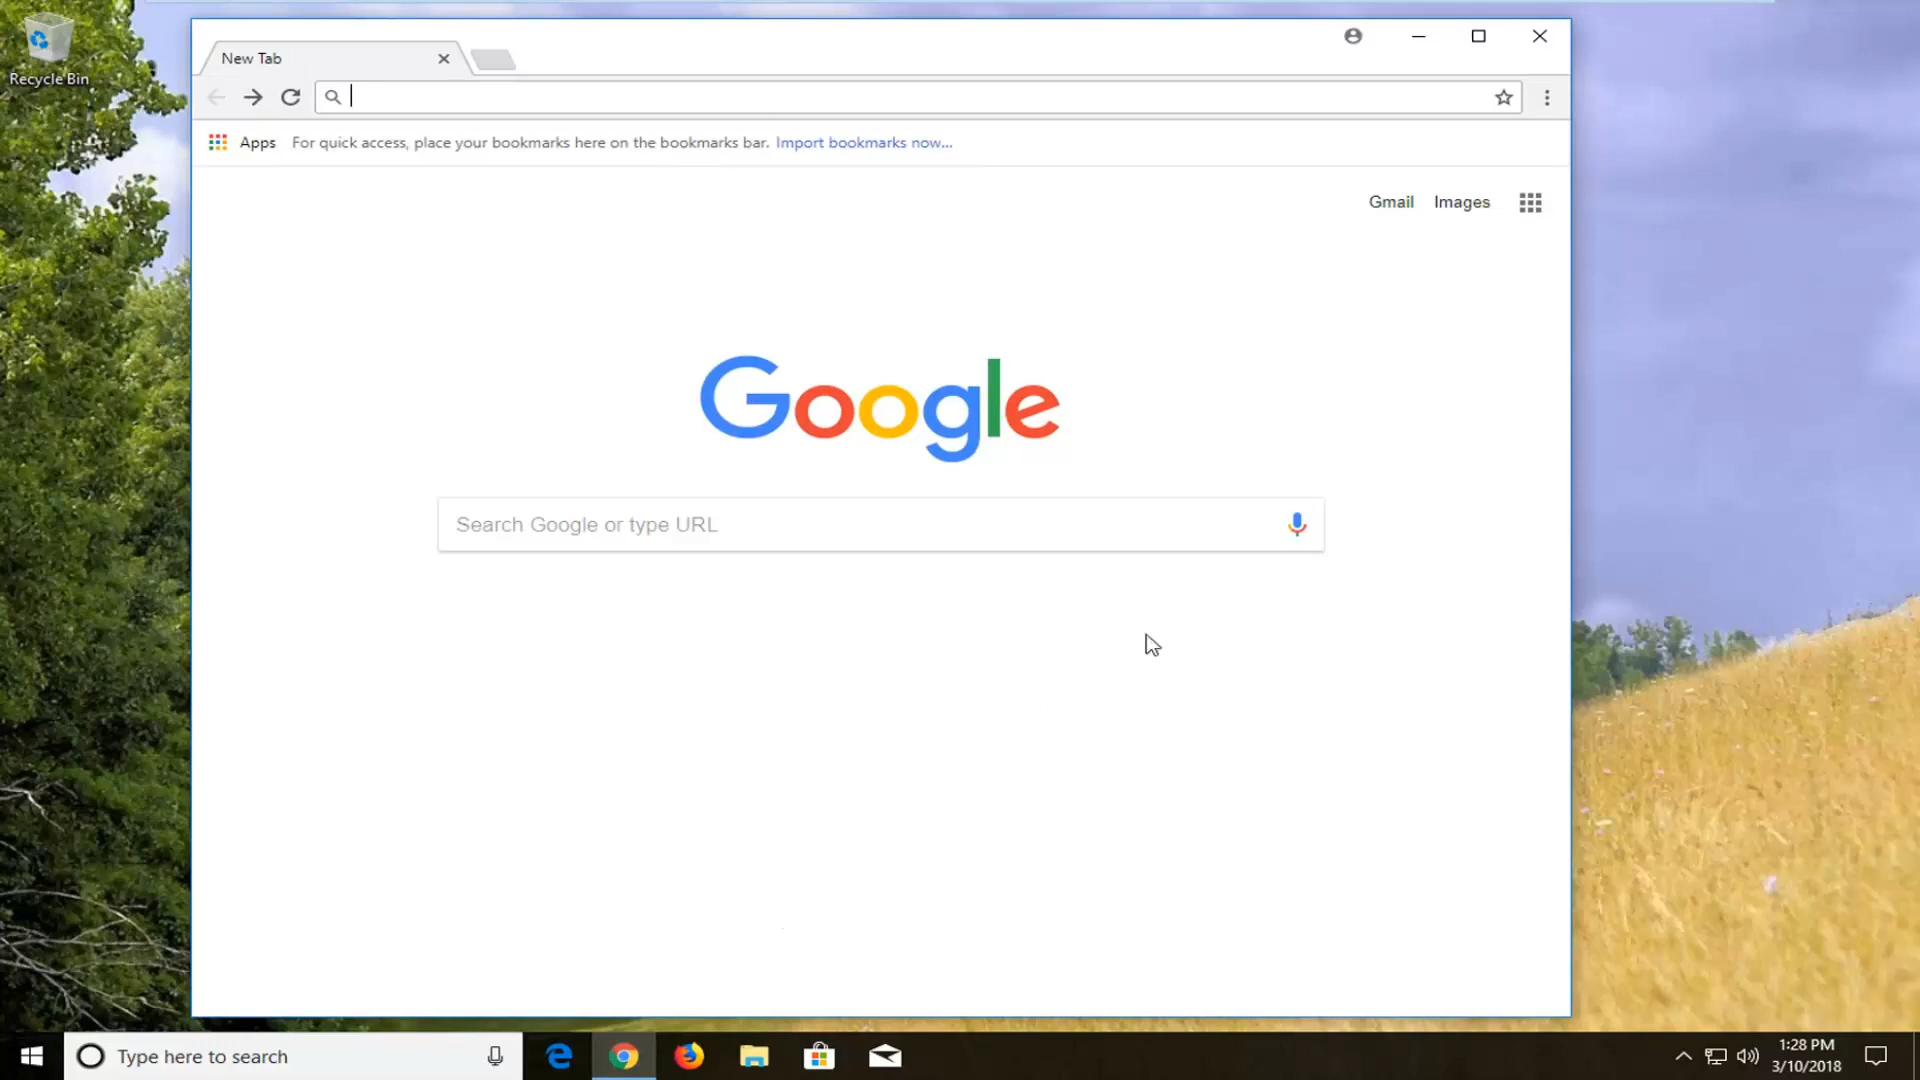 Recycle Bin
New Tab
Apps For quick access, place your bookmarks here on the bookmarks bar. Import bookmarks now...
Gmail Images
Google
Search Google or type URL
Type here to search
1:28 PM
3/10/2018